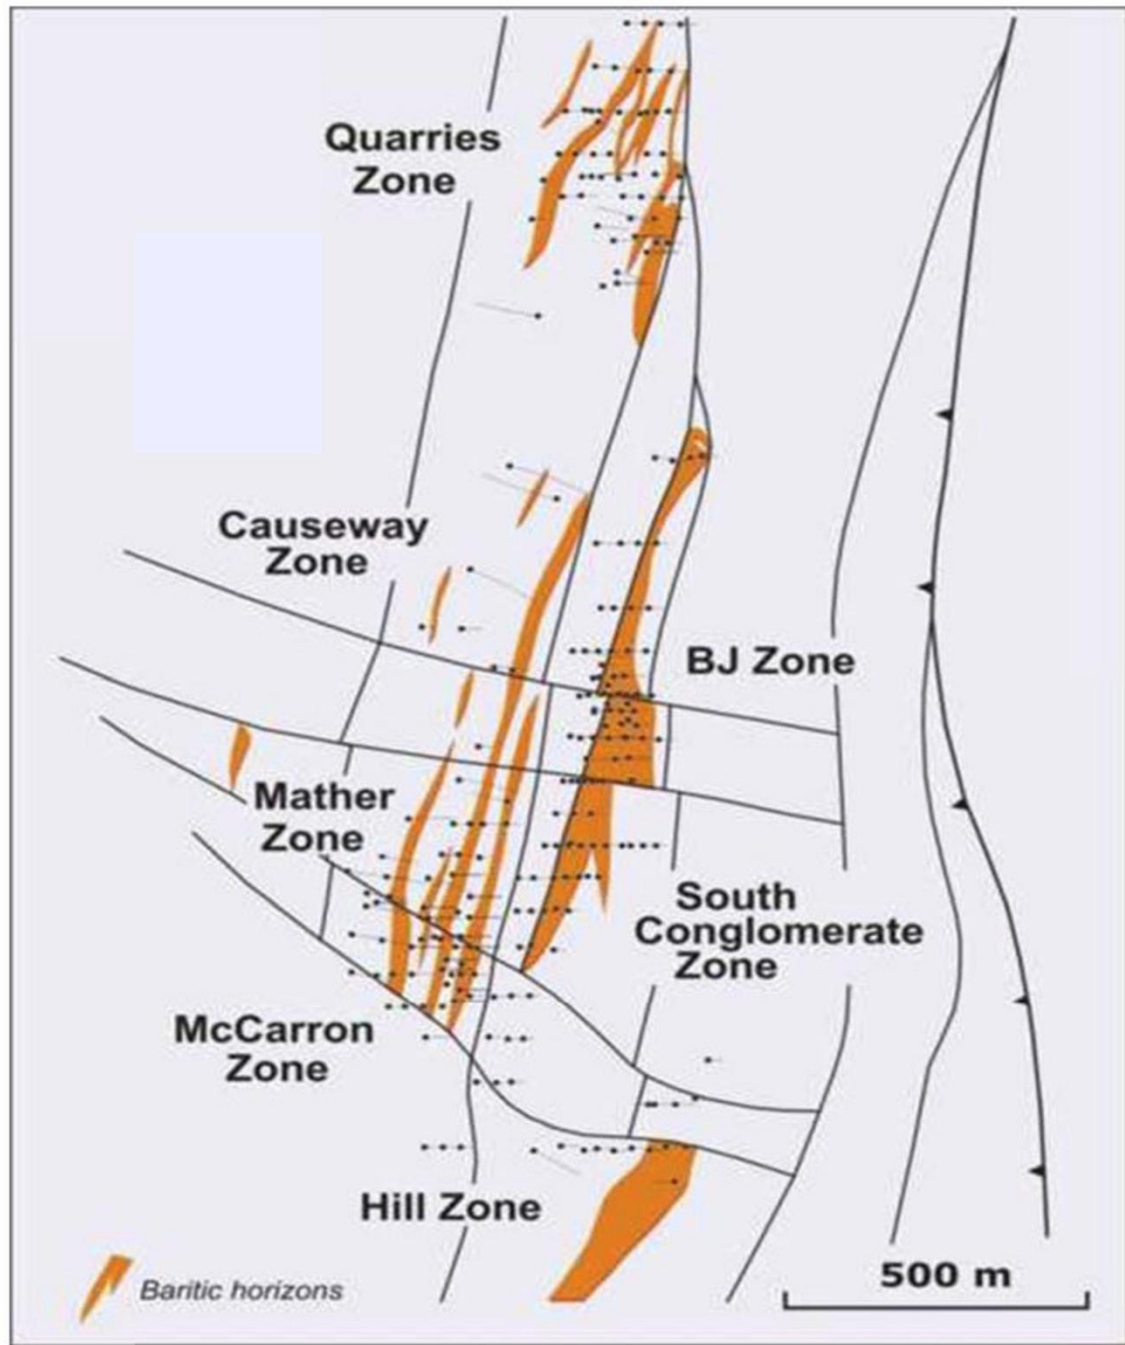 Quarries
Zone
Causeway
Zone
BJ Zone
Mather
Zone
South
Conglomerate
Zone
McCarron
Zone
Hill Zone
500 m
Baritic horizons